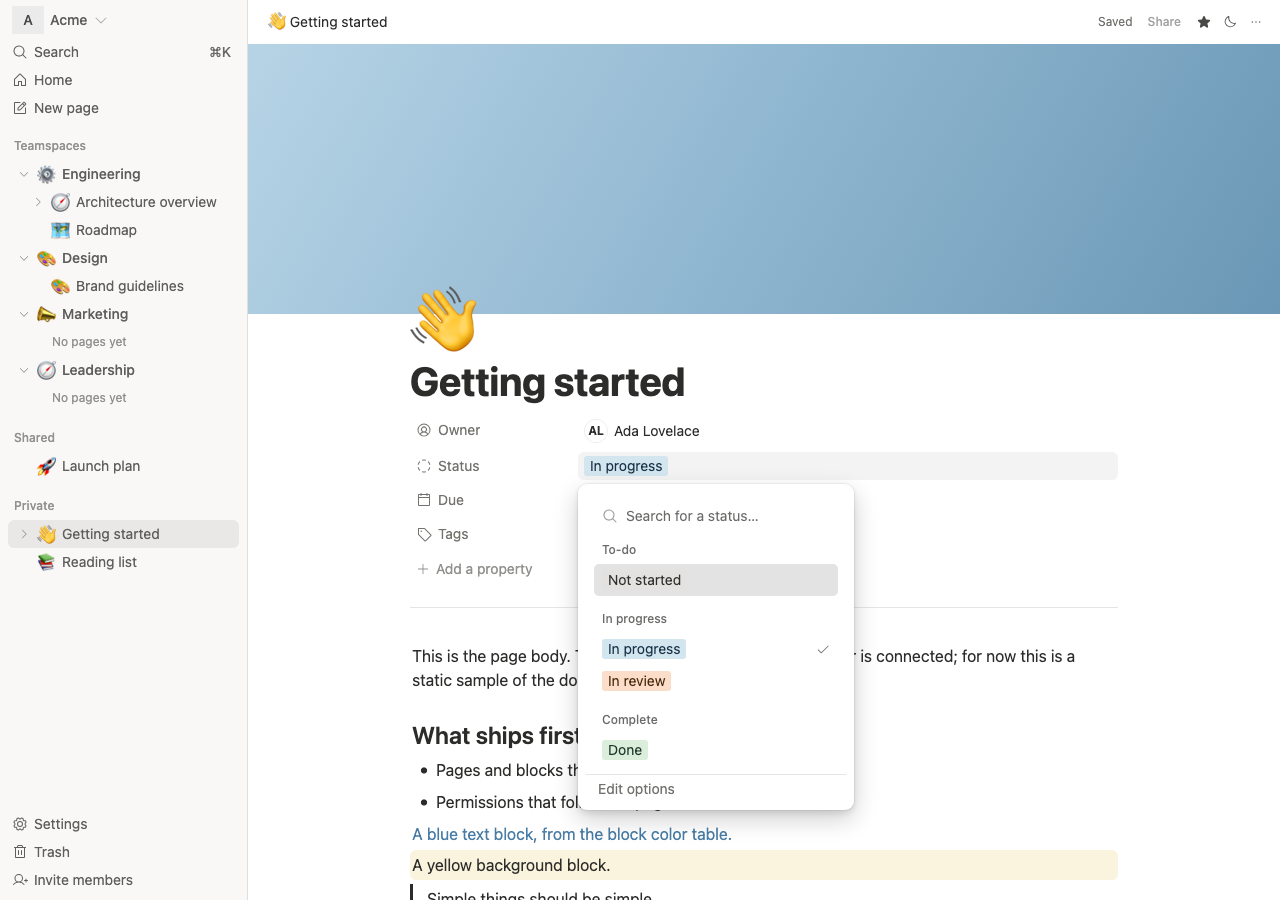 A Acme
Search ⌘K
Home
New page
Teamspaces
Engineering
Architecture overview
Roadmap
Design
Brand guidelines
Marketing
No pages yet
Leadership
No pages yet
Shared
Launch plan
Private
Getting started
Reading list
Settings
Trash
Invite members
Getting started
Saved Share
Getting started
Owner AL Ada Lovelace
Status In progress
Due
Tags
Add a property
Search for a status…
To-do
Not started
In progress
In progress
In review
Complete
Done
Edit options
This is the page body. is connected; for now this is a
static sample of the
What ships first
Pages and blocks
Permissions that
A blue text block, from the block color table.
A yellow background block.
Simple things should be simple